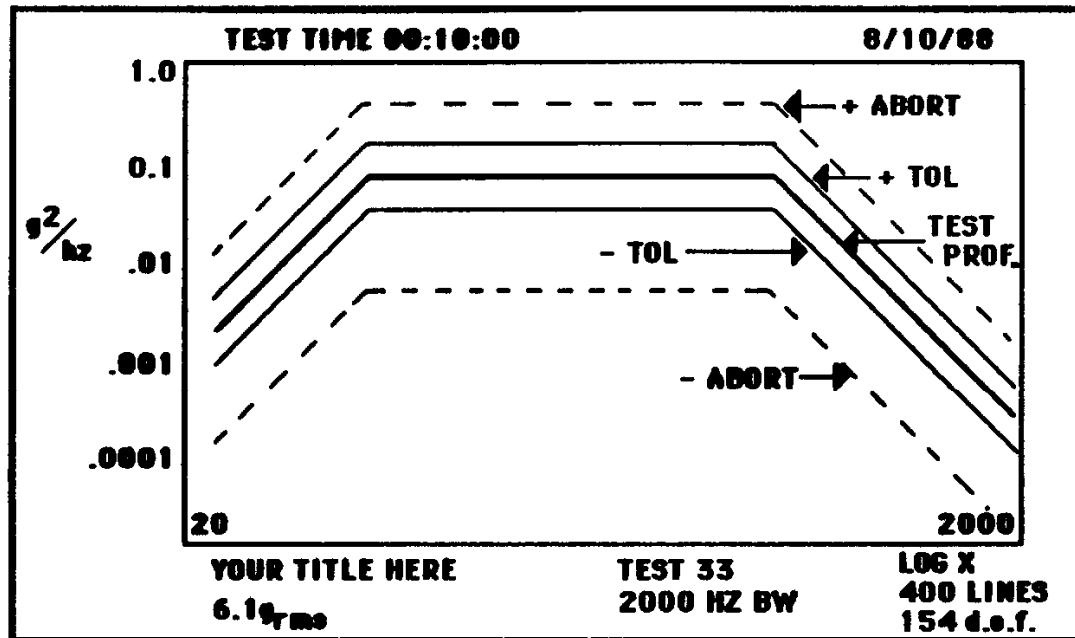 TEST TIME 00:10:00
8/10/88
1.0
0.1
g2/hz
.01
.001
.0001
+ ABORT
+ TOL
TEST
PROF.
- TOL
- ABORT
20
2000
YOUR TITLE HERE
6.1grms
TEST 33
2000 HZ BW
LOG X
400 LINES
154 d.o.f.